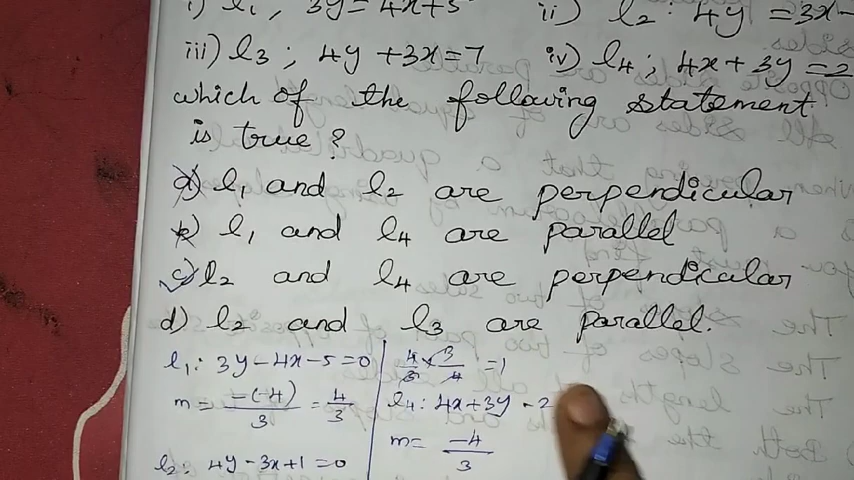 i) l₁ ; 3y = 4x+5 ii) l₂ : 4y = 3x-
iii) l₃ ; 4y + 3x = 7 iv) l₄ ; 4x + 3y = 2
which of the following statement
is true ?
a) l₁ and l₂ are perpendicular
b) l₁ and l₄ are parallel
c) l₂ and l₄ are perpendicular
d) l₂ and l₃ are parallel.
l₁ : 3y - 4x - 5 = 0
m = -(-4)/3 = 4/3
l₂ : 4y - 3x + 1 = 0
4/3 × 3/4 = 1
l₄ : 4x + 3y - 2
m = -4/3